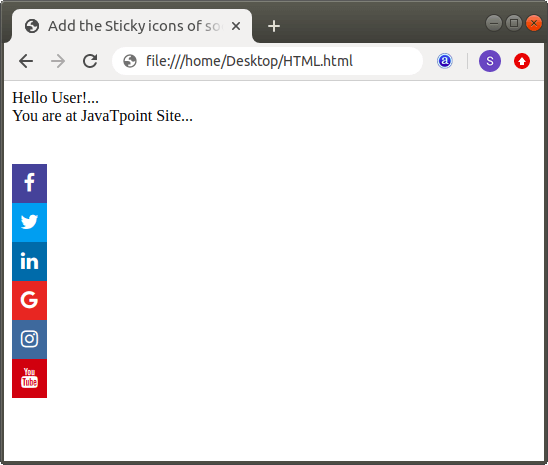 Add the Sticky icons of so
file:///home/Desktop/HTML.html
a
S
Hello User!...
You are at JavaTpoint Site...
f
in
G
You
Tube